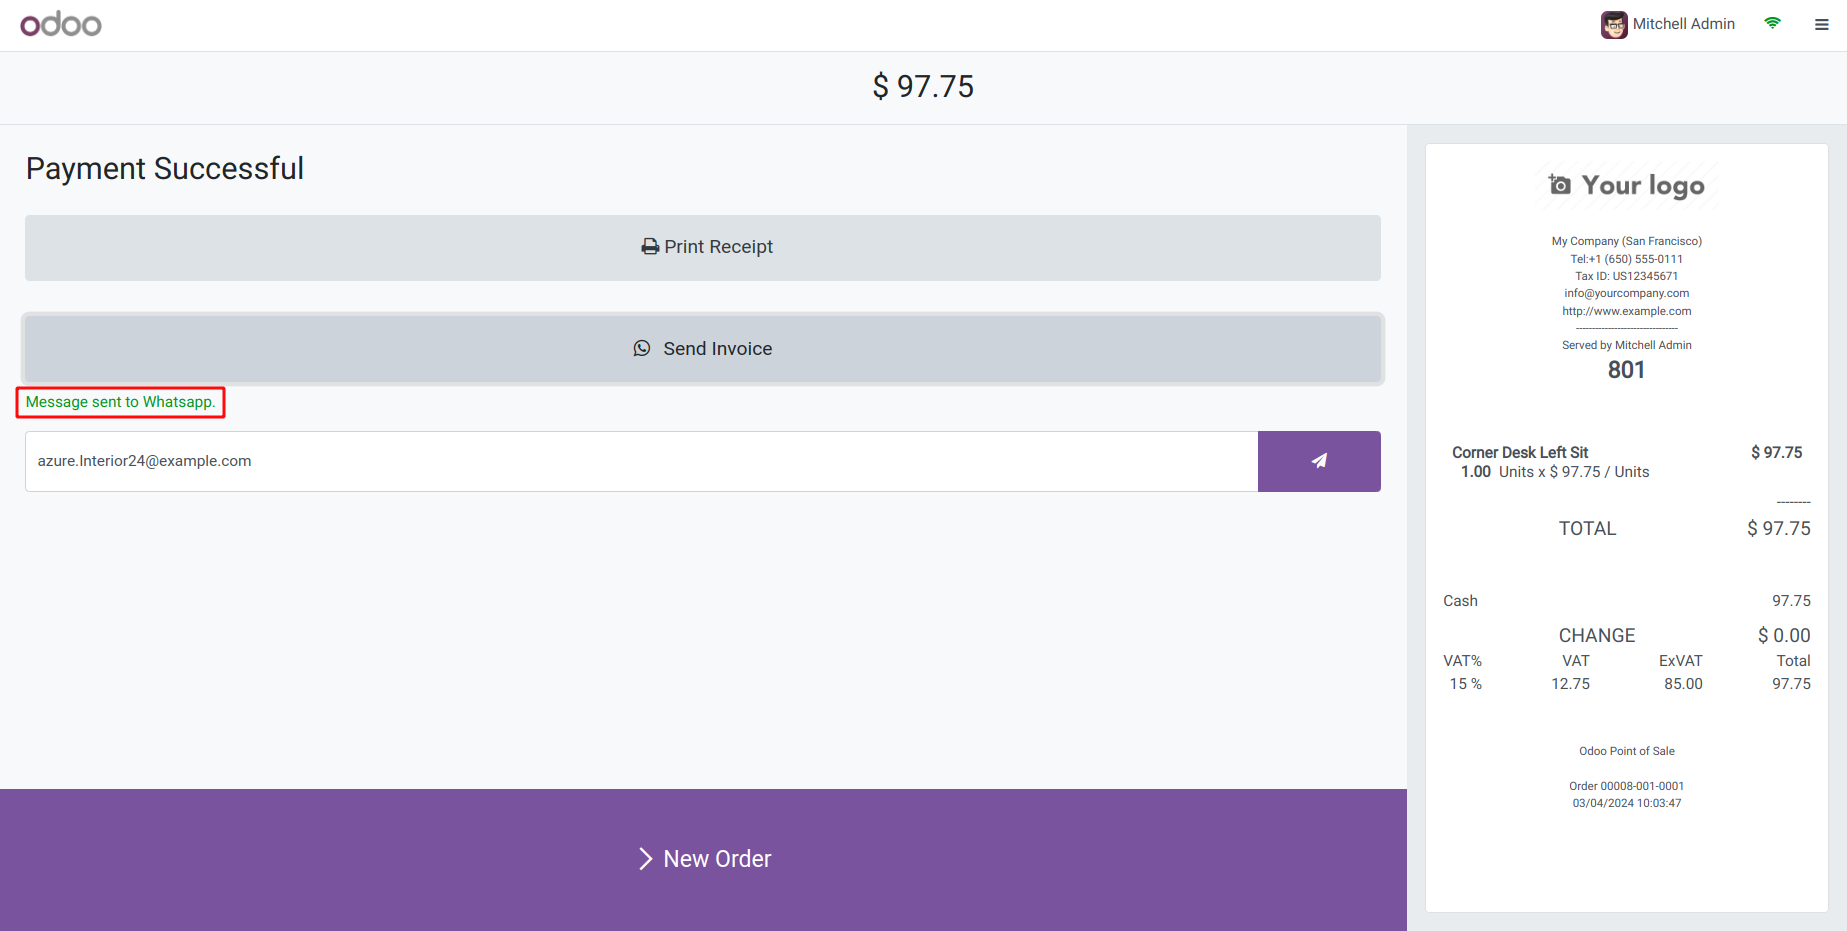 odoo
Mitchell Admin
$ 97.75
Payment Successful
Print Receipt
Send Invoice
Message sent to Whatsapp.
azure.Interior24@example.com
New Order
Your logo
My Company (San Francisco)
Tel:+1 (650) 555-0111
Tax ID: US12345671
info@yourcompany.com
http://www.example.com
--------------------------------
Served by Mitchell Admin
801
Corner Desk Left Sit $ 97.75
1.00 Units x $ 97.75 / Units
--------
TOTAL $ 97.75
Cash 97.75
CHANGE $ 0.00
VAT% VAT ExVAT Total
15 % 12.75 85.00 97.75
Odoo Point of Sale
Order 00008-001-0001
03/04/2024 10:03:47